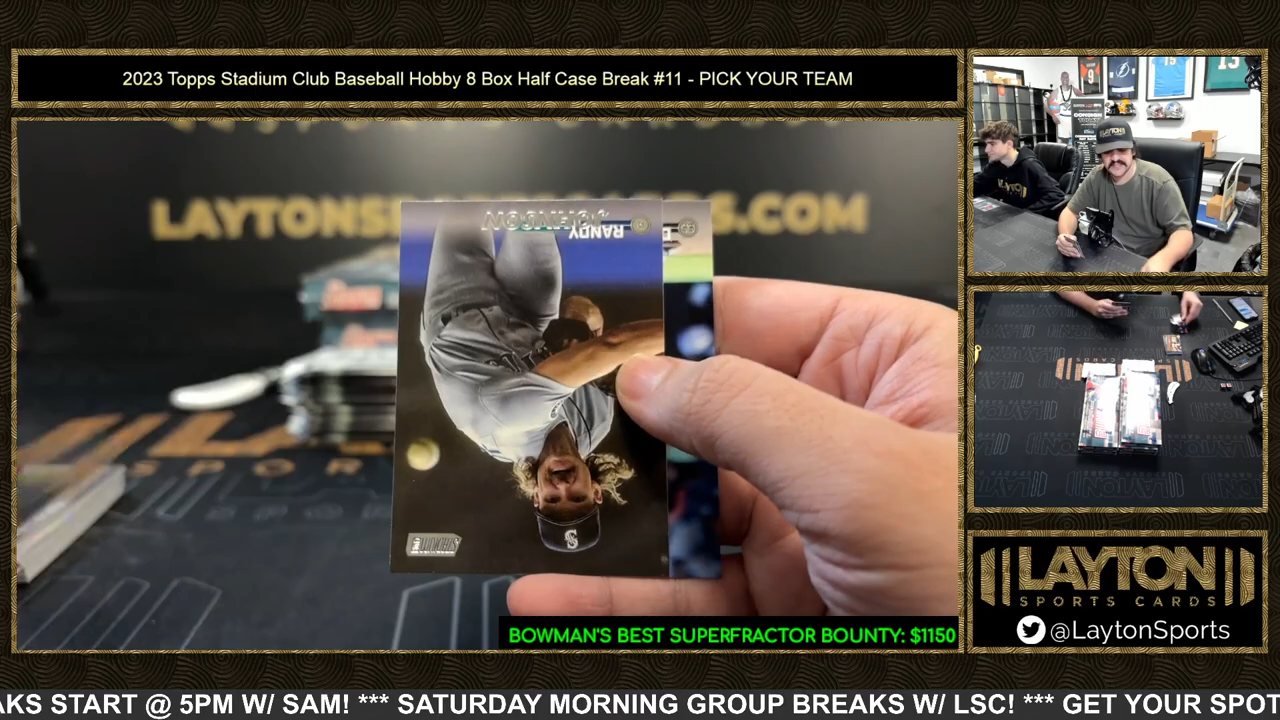 2023 Topps Stadium Club Baseball Hobby 8 Box Half Case Break #11 - PICK YOUR TEAM
LAYTONS
S.COM
RANDY
JOHNSON
S
BOWMAN'S BEST SUPERFRACTOR BOUNTY: $1150
LAYTON
SPORTS CARDS
@LaytonSports
AKS START @ 5PM W/ SAM! *** SATURDAY MORNING GROUP BREAKS W/ LSC! *** GET YOUR SPOT